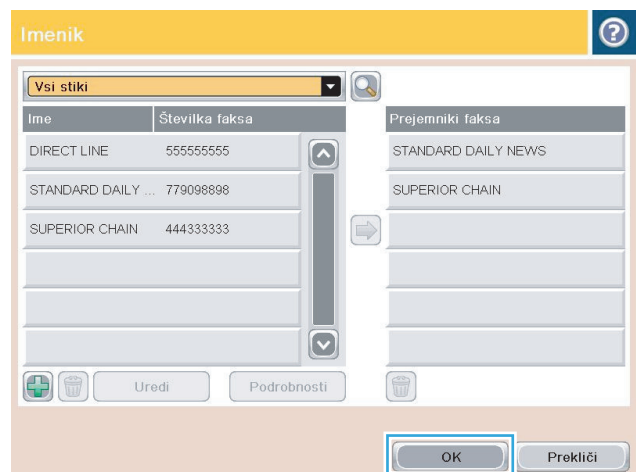 Imenik
?
Vsi stiki
Ime Številka faksa
DIRECT LINE 555555555
STANDARD DAILY ... 779098898
SUPERIOR CHAIN 444333333
Prejemniki faksa
STANDARD DAILY NEWS
SUPERIOR CHAIN
Uredi
Podrobnosti
OK
Prekliči